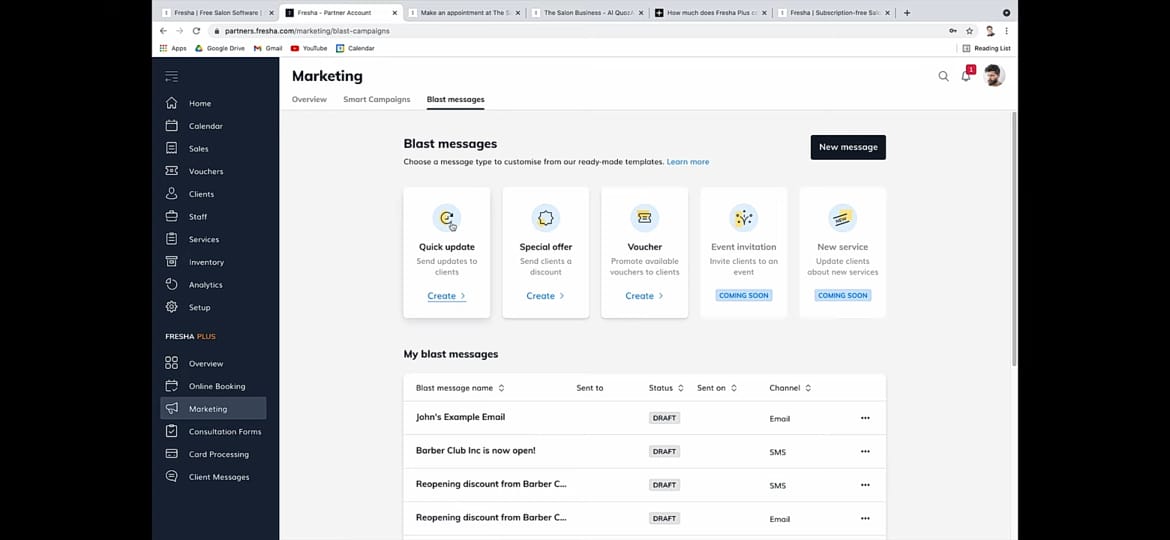 Fresha | Free Salon Software |
Fresha - Partner Account
Make an appointment at The S
The Salon Business - AI Quo
How much does Fresha Plus c
Fresha | Subscription-free Salo
partners.fresha.com/marketing/blast-campaigns
Apps
Google Drive
Gmail
YouTube
Calendar
Reading List
Home
Calendar
Sales
Vouchers
Clients
Staff
Services
Inventory
Analytics
Setup
FRESHA PLUS
Overview
Online Booking
Marketing
Consultation Forms
Card Processing
Client Messages
Marketing
1
Overview
Smart Campaigns
Blast messages
Blast messages
Choose a message type to customise from our ready-made templates. Learn more
New message
Quick update
Send updates to
clients
Create
Special offer
Send clients a
discount
Create
Voucher
Promote available
vouchers to clients
Create
Event invitation
Invite clients to an
event
COMING SOON
NEW
New service
Update clients
about new services
COMING SOON
My blast messages
Blast message name
Sent to
Status
Sent on
Channel
John's Example Email
DRAFT
Email
Barber Club Inc is now open!
DRAFT
SMS
Reopening discount from Barber C...
DRAFT
SMS
Reopening discount from Barber C...
DRAFT
Email